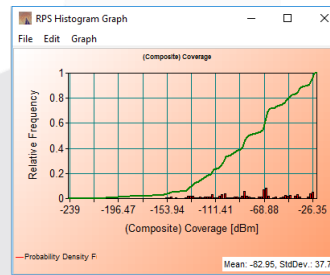 RPS Histogram Graph
File Edit Graph
(Composite) Coverage
Relative Frequency
1
0.8
0.6
0.4
0.2
0
-239 -196.47 -153.94 -111.41 -68.88 -26.35
(Composite) Coverage [dBm]
Probability Density F
Mean: -82.95, StdDev.: 37.7